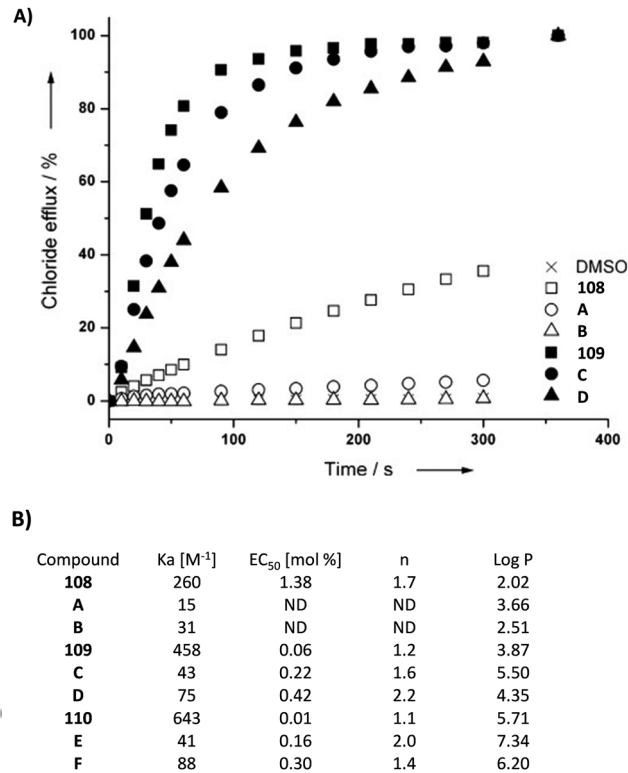 A)
Chloride efflux / %
100
80
60
40
20
0
0 100 200 300 400
Time / s
DMSO
108
A
B
109
C
D
B)
Compound Ka [M-1] EC50 [mol %] n Log P
108 260 1.38 1.7 2.02
A 15 ND ND 3.66
B 31 ND ND 2.51
109 458 0.06 1.2 3.87
C 43 0.22 1.6 5.50
D 75 0.42 2.2 4.35
110 643 0.01 1.1 5.71
E 41 0.16 2.0 7.34
F 88 0.30 1.4 6.20